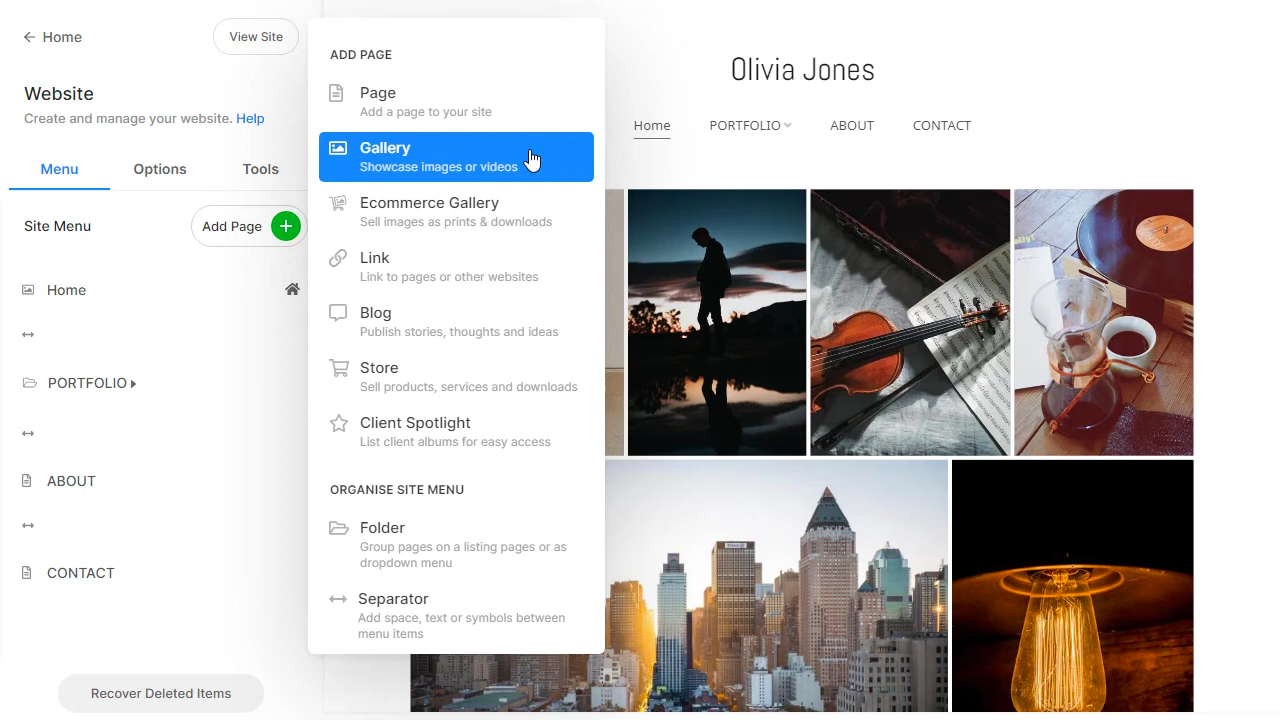 Home
View Site
Website
Create and manage your website. Help
Menu
Options
Tools
Site Menu
Add Page
Home
PORTFOLIO
ABOUT
CONTACT
Recover Deleted Items
ADD PAGE
Page
Add a page to your site
Gallery
Showcase images or videos
Ecommerce Gallery
Sell images as prints & downloads
Link
Link to pages or other websites
Blog
Publish stories, thoughts and ideas
Store
Sell products, services and downloads
Client Spotlight
List client albums for easy access
ORGANISE SITE MENU
Folder
Group pages on a listing pages or as
dropdown menu
Separator
Add space, text or symbols between
menu items
Olivia Jones
Home
PORTFOLIO
ABOUT
CONTACT